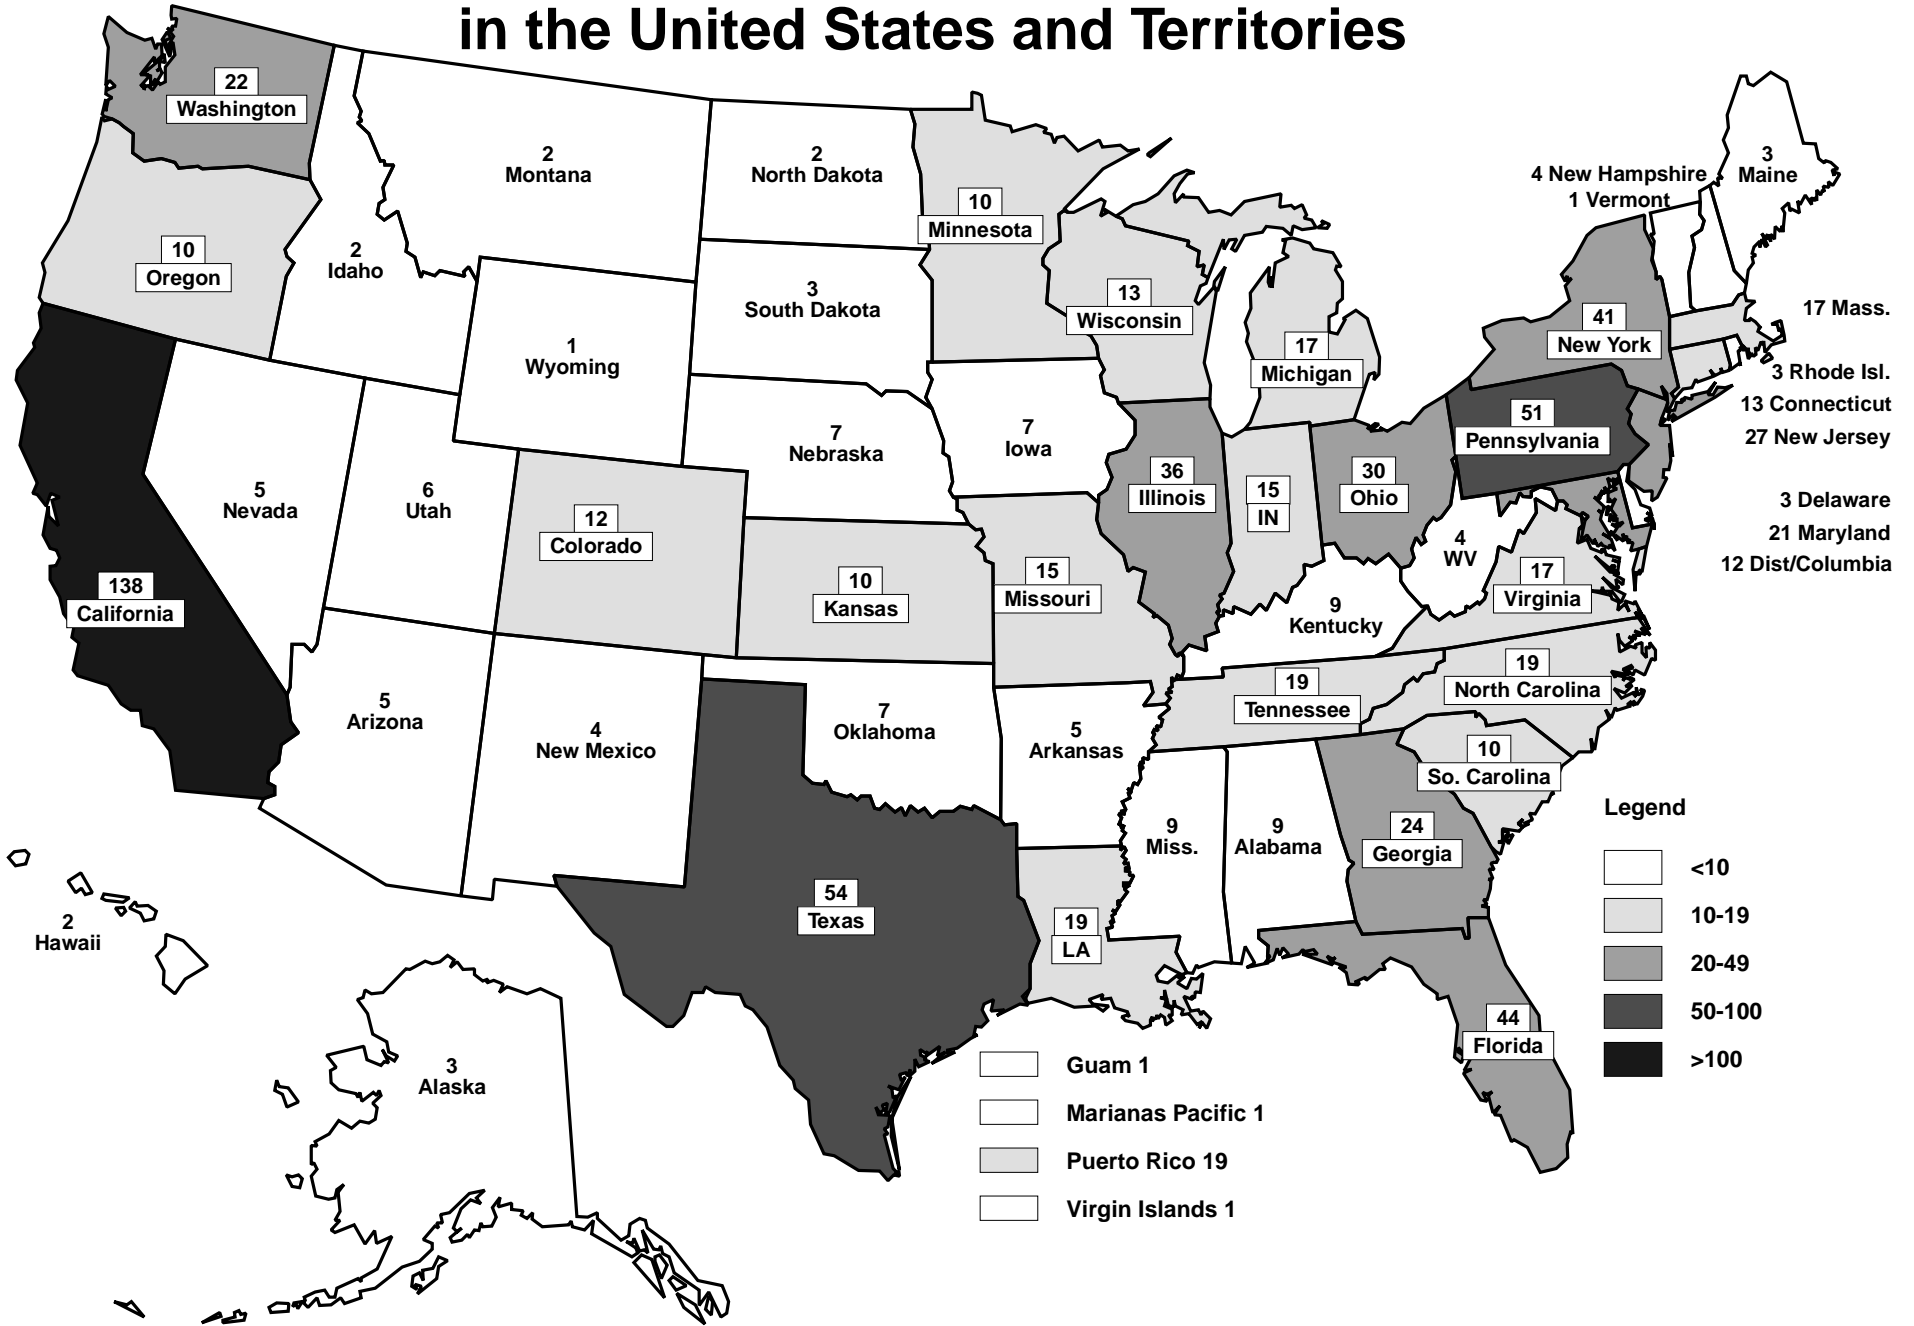 in the United States and Territories
22
Washington
2
Montana
2
North Dakota
10
Minnesota
4 New Hampshire
1 Vermont
3
Maine
10
Oregon
2
Idaho
3
South Dakota
13
Wisconsin
17
Michigan
41
New York
17 Mass.
3 Rhode Isl.
13 Connecticut
27 New Jersey
1
Wyoming
7
Nebraska
7
Iowa
36
Illinois
15
IN
30
Ohio
51
Pennsylvania
3 Delaware
21 Maryland
12 Dist/Columbia
5
Nevada
6
Utah
12
Colorado
10
Kansas
15
Missouri
9
Kentucky
4
WV
17
Virginia
138
California
5
Arizona
4
New Mexico
7
Oklahoma
5
Arkansas
19
Tennessee
19
North Carolina
10
So. Carolina
54
Texas
19
LA
9
Miss.
9
Alabama
24
Georgia
44
Florida
2
Hawaii
3
Alaska
Guam 1
Marianas Pacific 1
Puerto Rico 19
Virgin Islands 1
Legend
<10
10-19
20-49
50-100
>100